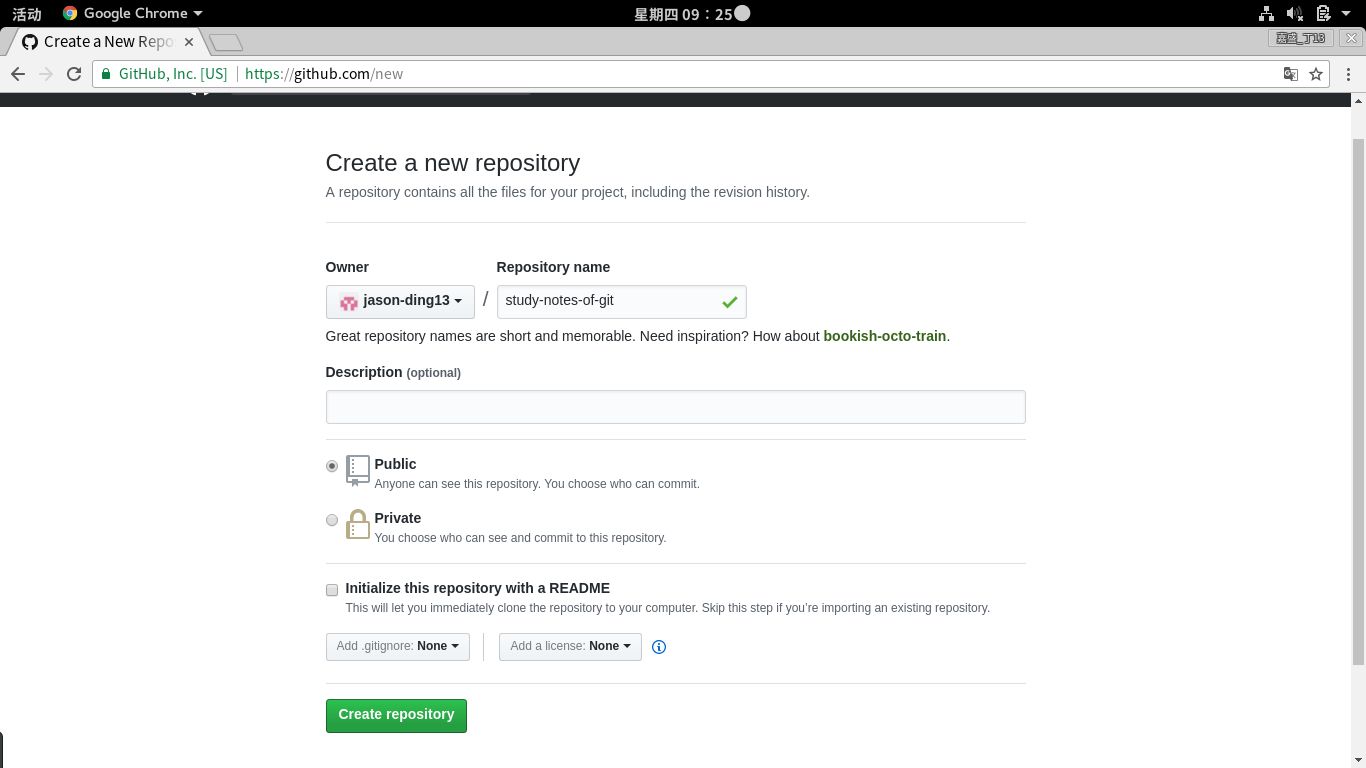 活动 Google Chrome 星期四 09：25
Create a New Repo
GitHub, Inc. [US] https://github.com/new
Create a new repository
A repository contains all the files for your project, including the revision history.
Owner Repository name
jason-ding13 / study-notes-of-git
Great repository names are short and memorable. Need inspiration? How about bookish-octo-train.
Description (optional)
Public
Anyone can see this repository. You choose who can commit.
Private
You choose who can see and commit to this repository.
Initialize this repository with a README
This will let you immediately clone the repository to your computer. Skip this step if you’re importing an existing repository.
Add .gitignore: None Add a license: None
Create repository